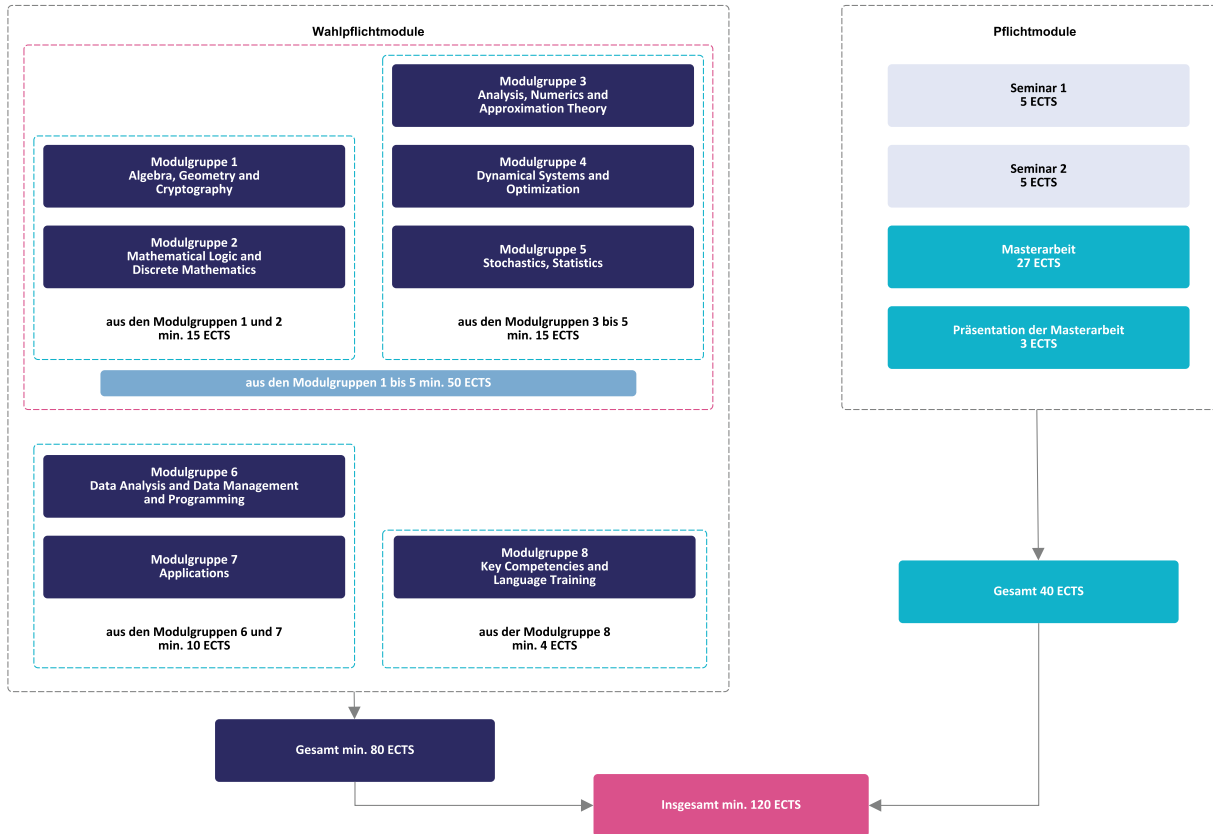 Wahlpflichtmodule
Modulgruppe 3
Analysis, Numerics and
Approximation Theory
Modulgruppe 1
Algebra, Geometry and
Cryptography
Modulgruppe 4
Dynamical Systems and
Optimization
Modulgruppe 2
Mathematical Logic and
Discrete Mathematics
Modulgruppe 5
Stochastics, Statistics
aus den Modulgruppen 1 und 2
min. 15 ECTS
aus den Modulgruppen 3 bis 5
min. 15 ECTS
aus den Modulgruppen 1 bis 5 min. 50 ECTS
Modulgruppe 6
Data Analysis and Data Management
and Programming
Modulgruppe 7
Applications
aus den Modulgruppen 6 und 7
min. 10 ECTS
Modulgruppe 8
Key Competencies and
Language Training
aus der Modulgruppe 8
min. 4 ECTS
Gesamt min. 80 ECTS
Pflichtmodule
Seminar 1
5 ECTS
Seminar 2
5 ECTS
Masterarbeit
27 ECTS
Präsentation der Masterarbeit
3 ECTS
Gesamt 40 ECTS
Insgesamt min. 120 ECTS